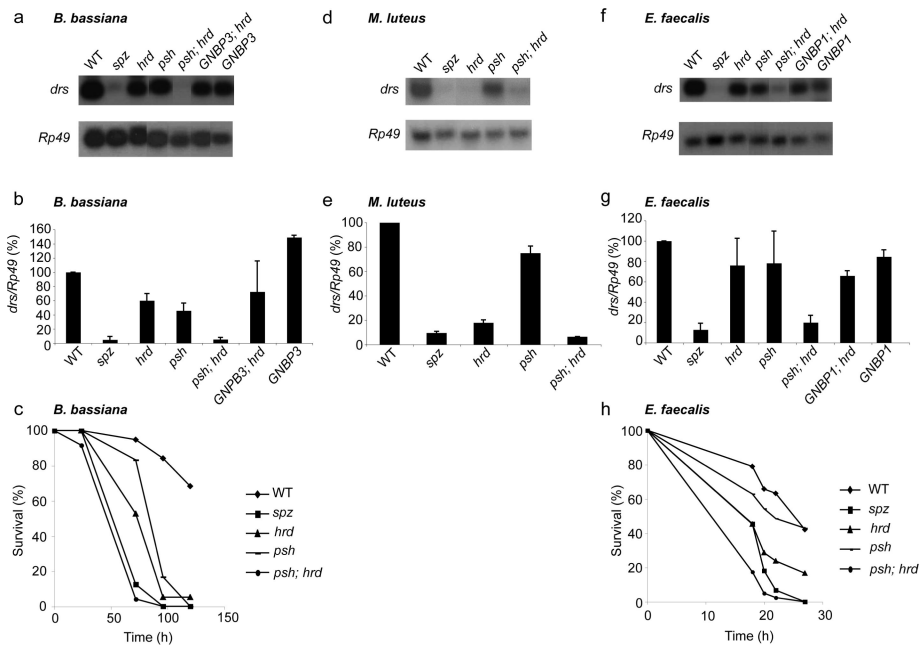 a B. bassiana
WT spz hrd psh psh; hrd GNBP3; hrd GNBP3
drs
Rp49
d M. luteus
WT spz hrd psh psh; hrd
drs
Rp49
f E. faecalis
WT spz hrd psh psh; hrd GNBP1; hrd GNBP1
drs
Rp49
b B. bassiana
drs/Rp49 (%)
160
140
120
100
80
60
40
20
0
WT spz hrd psh psh; hrd GNPB3; hrd GNBP3
e M. luteus
drs/Rp49 (%)
100
80
60
40
20
0
WT spz hrd psh psh; hrd
g E. faecalis
drs/Rp49 (%)
120
100
80
60
40
20
0
WT spz hrd psh psh; hrd GNBP1; hrd GNBP1
c B. bassiana
Survival (%)
100
80
60
40
20
0
0 50 100 150
Time (h)
WT
spz
hrd
psh
psh; hrd
h E. faecalis
Survival (%)
100
80
60
40
20
0
0 10 20 30
Time (h)
WT
spz
hrd
psh
psh; hrd